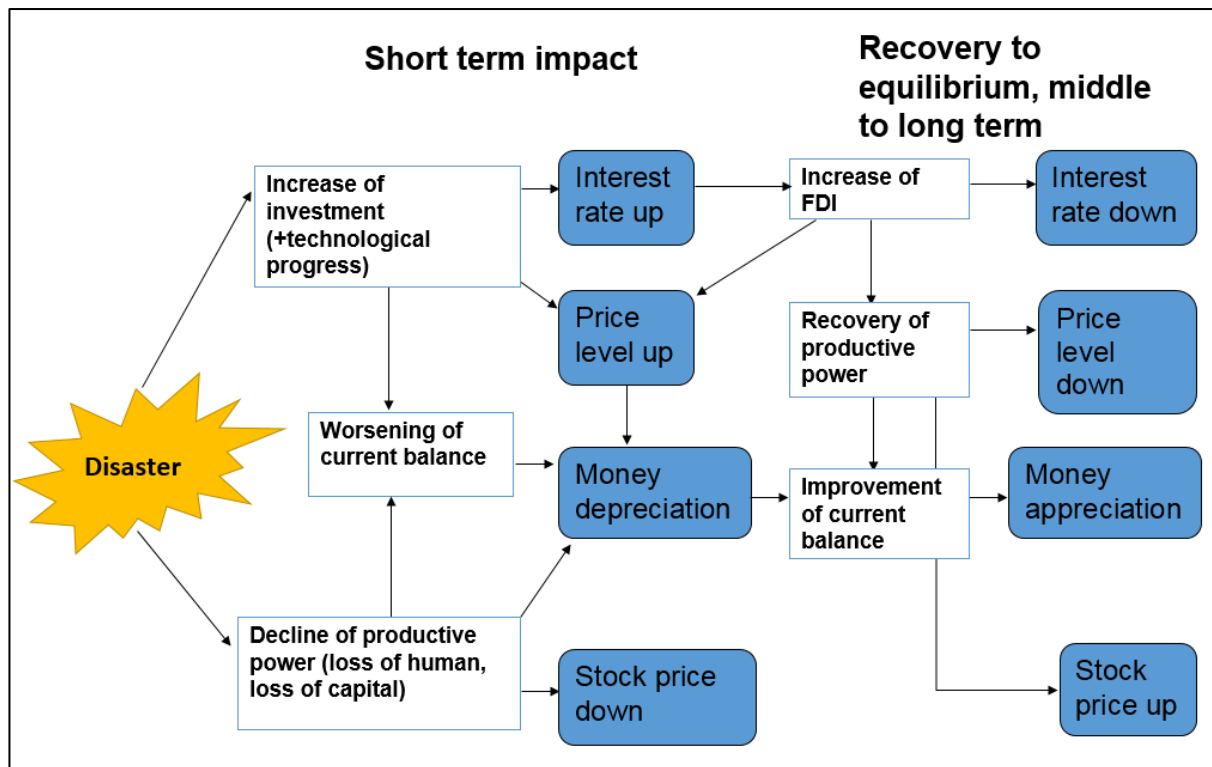 Short term impact
Recovery to
equilibrium, middle
to long term
Increase of
investment
(+technological
progress)
Interest
rate up
Increase of
FDI
Interest
rate down
Price
level up
Recovery of
productive
power
Price
level
down
Disaster
Worsening of
current balance
Money
depreciation
Improvement
of current
balance
Money
appreciation
Decline of productive
power (loss of human,
loss of capital)
Stock price
down
Stock
price up